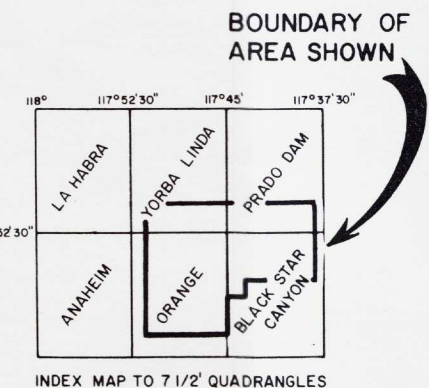 BOUNDARY OF
AREA SHOWN
118° 117°52'30" 117°45' 117°37'30"
LA HABRA
YORBA LINDA
PRADO DAM
52'30"
ANAHEIM
ORANGE
BLACK STAR
CANYON
INDEX MAP TO 7 1/2' QUADRANGLES